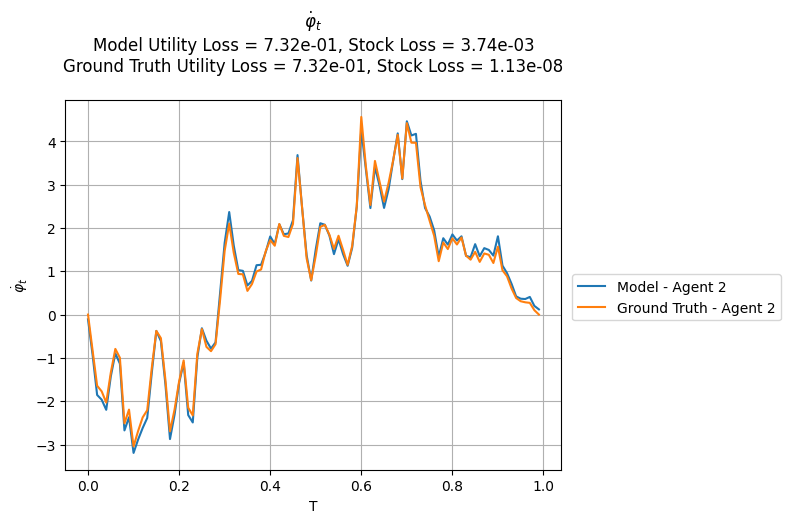 φ̇ₜ
Model Utility Loss = 7.32e-01, Stock Loss = 3.74e-03
Ground Truth Utility Loss = 7.32e-01, Stock Loss = 1.13e-08
4
3
2
1
0
−1
−2
−3
φ̇ₜ
0.0 0.2 0.4 0.6 0.8 1.0
T
Model - Agent 2
Ground Truth - Agent 2